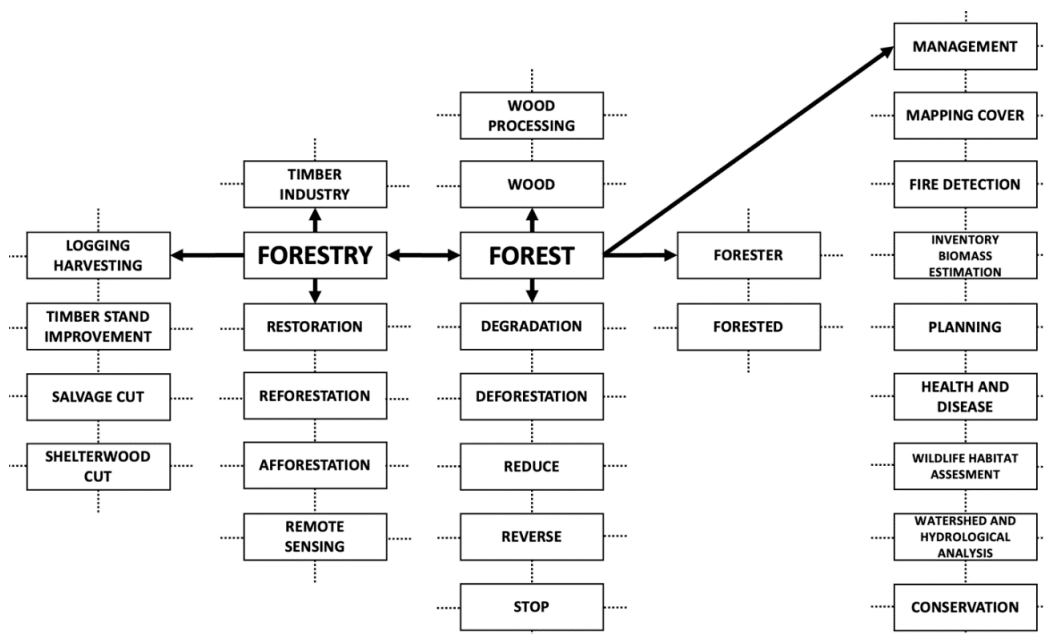 MANAGEMENT
WOOD
PROCESSING
MAPPING COVER
TIMBER
INDUSTRY
WOOD
FIRE DETECTION
LOGGING
HARVESTING
FORESTRY
FOREST
FORESTER
INVENTORY
BIOMASS
ESTIMATION
TIMBER STAND
IMPROVEMENT
RESTORATION
DEGRADATION
FORESTED
PLANNING
SALVAGE CUT
REFORESTATION
DEFORESTATION
HEALTH AND
DISEASE
SHELTERWOOD
CUT
AFFORESTATION
REDUCE
WILDLIFE HABITAT
ASSESMENT
REMOTE
SENSING
REVERSE
WATERSHED AND
HYDROLOGICAL
ANALYSIS
STOP
CONSERVATION